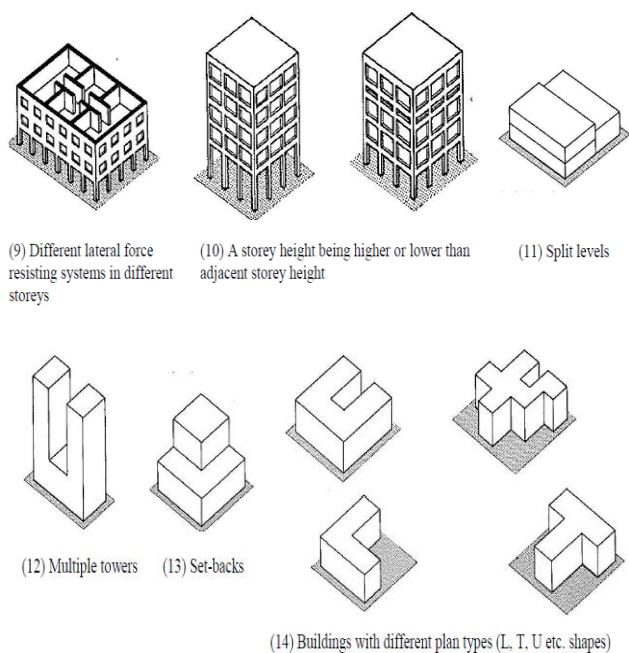 (9) Different lateral force
resisting systems in different
storeys
(10) A storey height being higher or lower than
adjacent storey height
(11) Split levels
(12) Multiple towers
(13) Set-backs
(14) Buildings with different plan types (L, T, U etc. shapes)